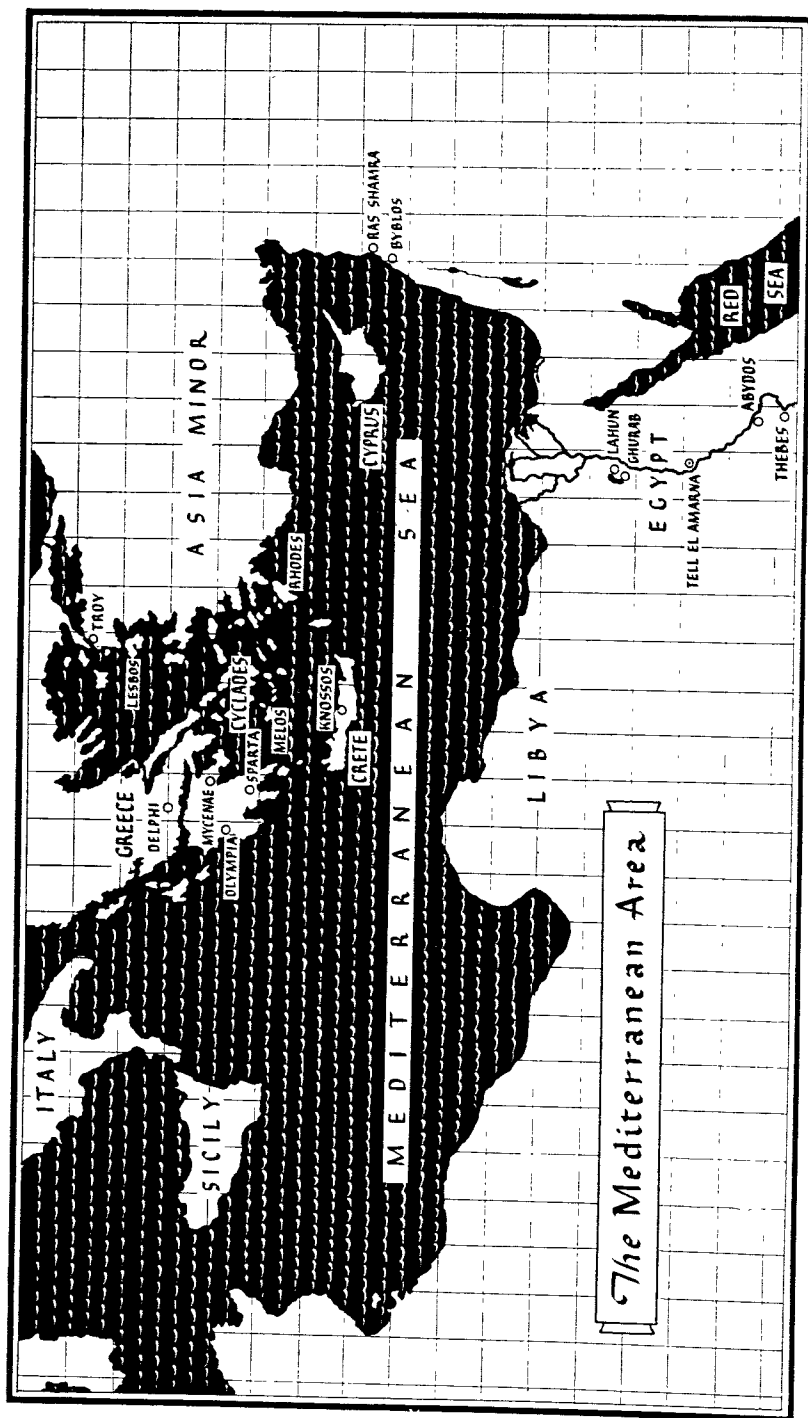 ITALY
SICILY
GREECE
DELPHI
MYCENAE
OLYMPIA
SPARTA
MELOS
CYCLADES
LESBOS
TROY
ASIA MINOR
RHODES
KNOSSOS
CRETE
CYPRUS
RAS SHAMRA
BYBLOS
MEDITERRANEAN SEA
LIBYA
EGYPT
LAHUN
GHURAB
TELL EL AMARNA
ABYDOS
THEBES
RED
SEA
The Mediterranean Area